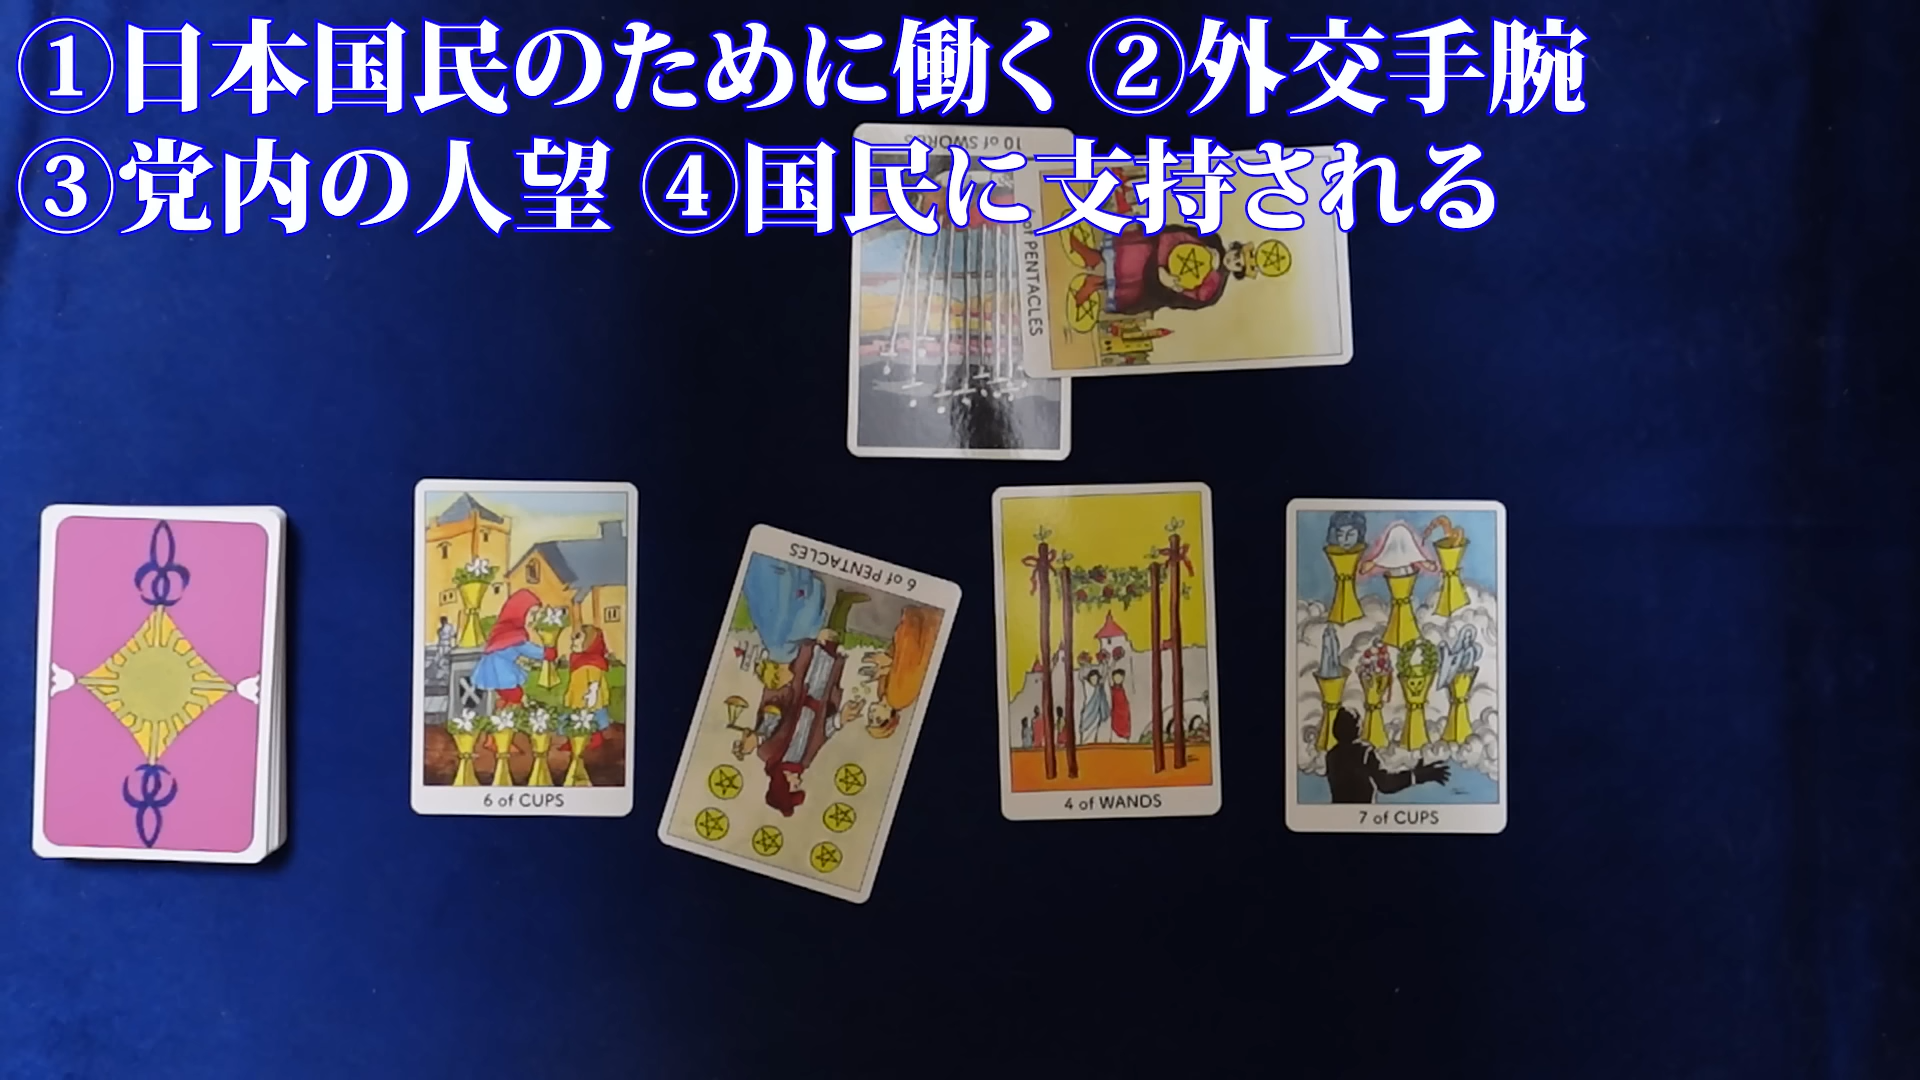 ①日本国民のために働く ②外交手腕
③党内の人望 ④国民に支持される
10 of SWORDS
of PENTACLES
6 of CUPS
6 of PENTACLES
4 of WANDS
7 of CUPS